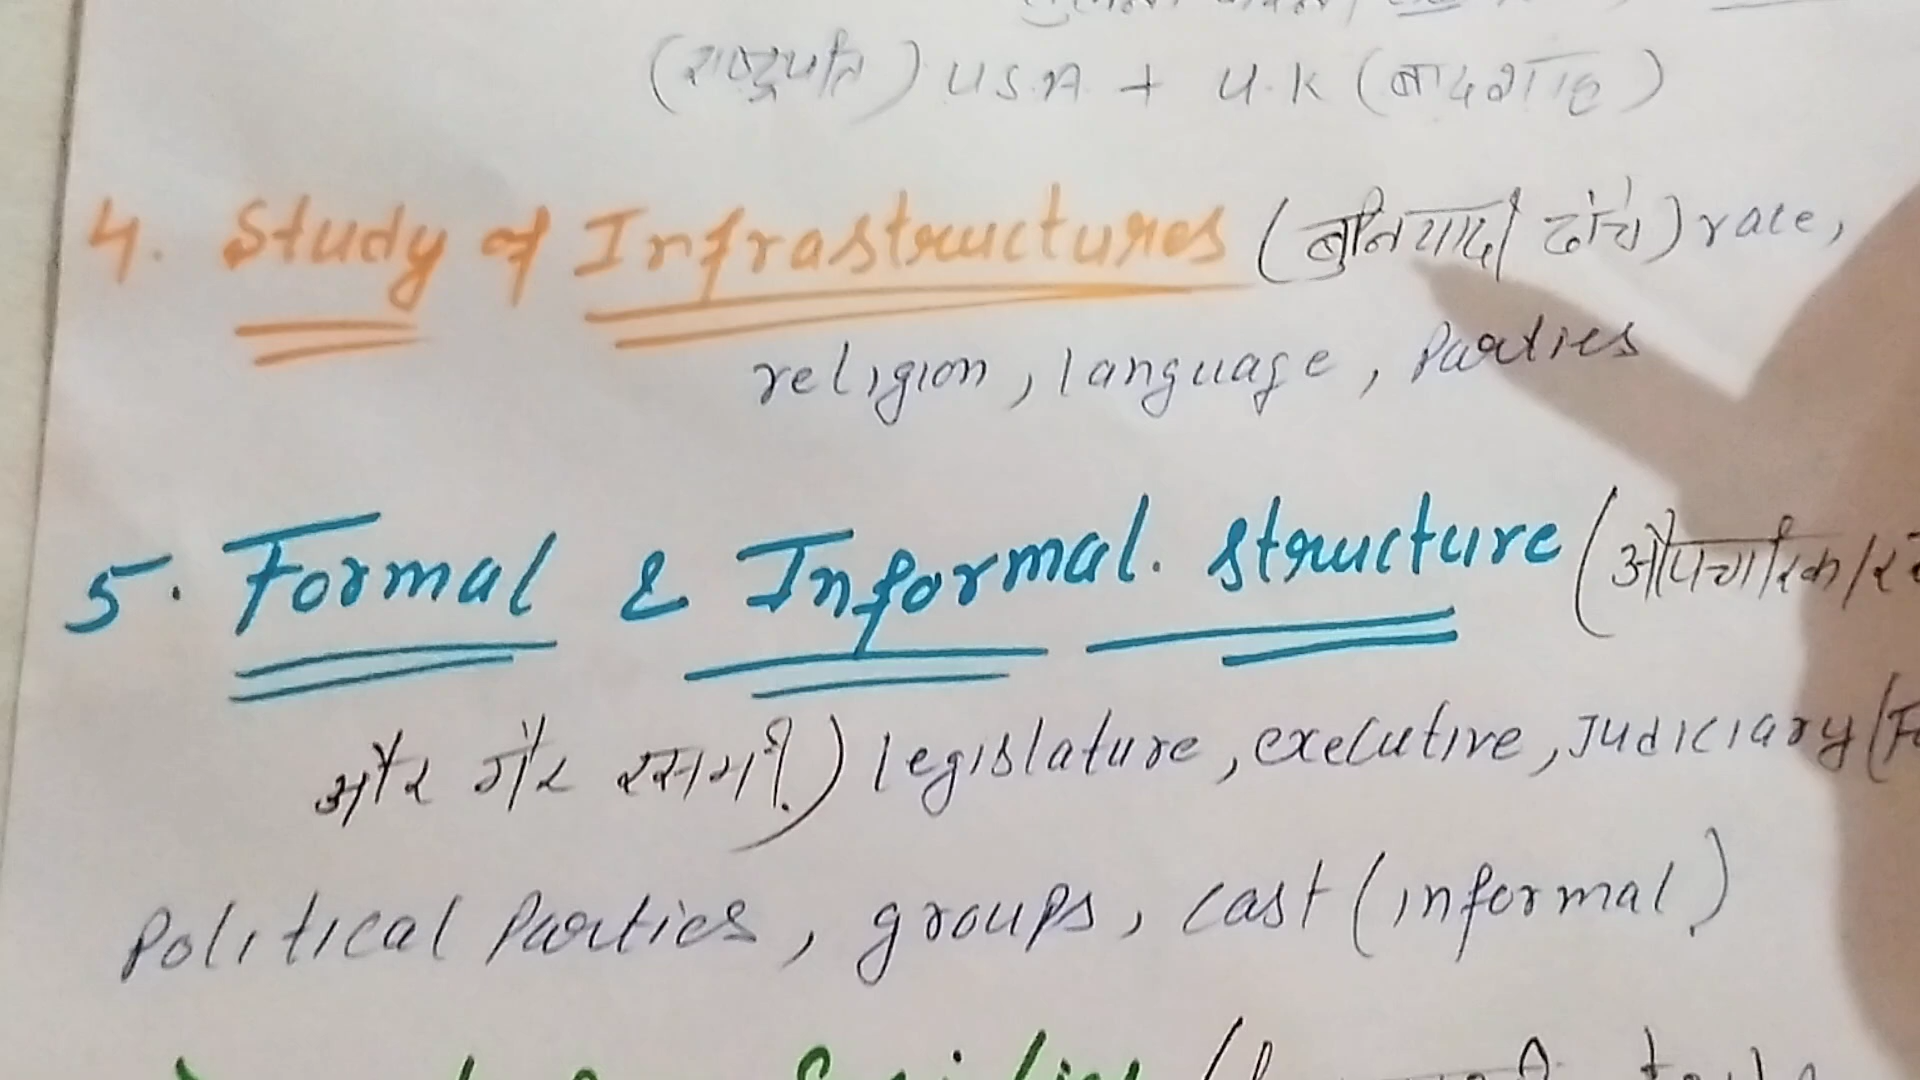 (राष्ट्रपति) U.S.A. + U.K (बादशाह)
4. Study of Infrastructures (बुनियादी ढांचे) race,
religion, language, Parties
5. Formal & Informal. structure (औपचारिक/
और गैर रसमी.) legislature, executive, Judiciary (
Political Parties, groups, cast (informal)